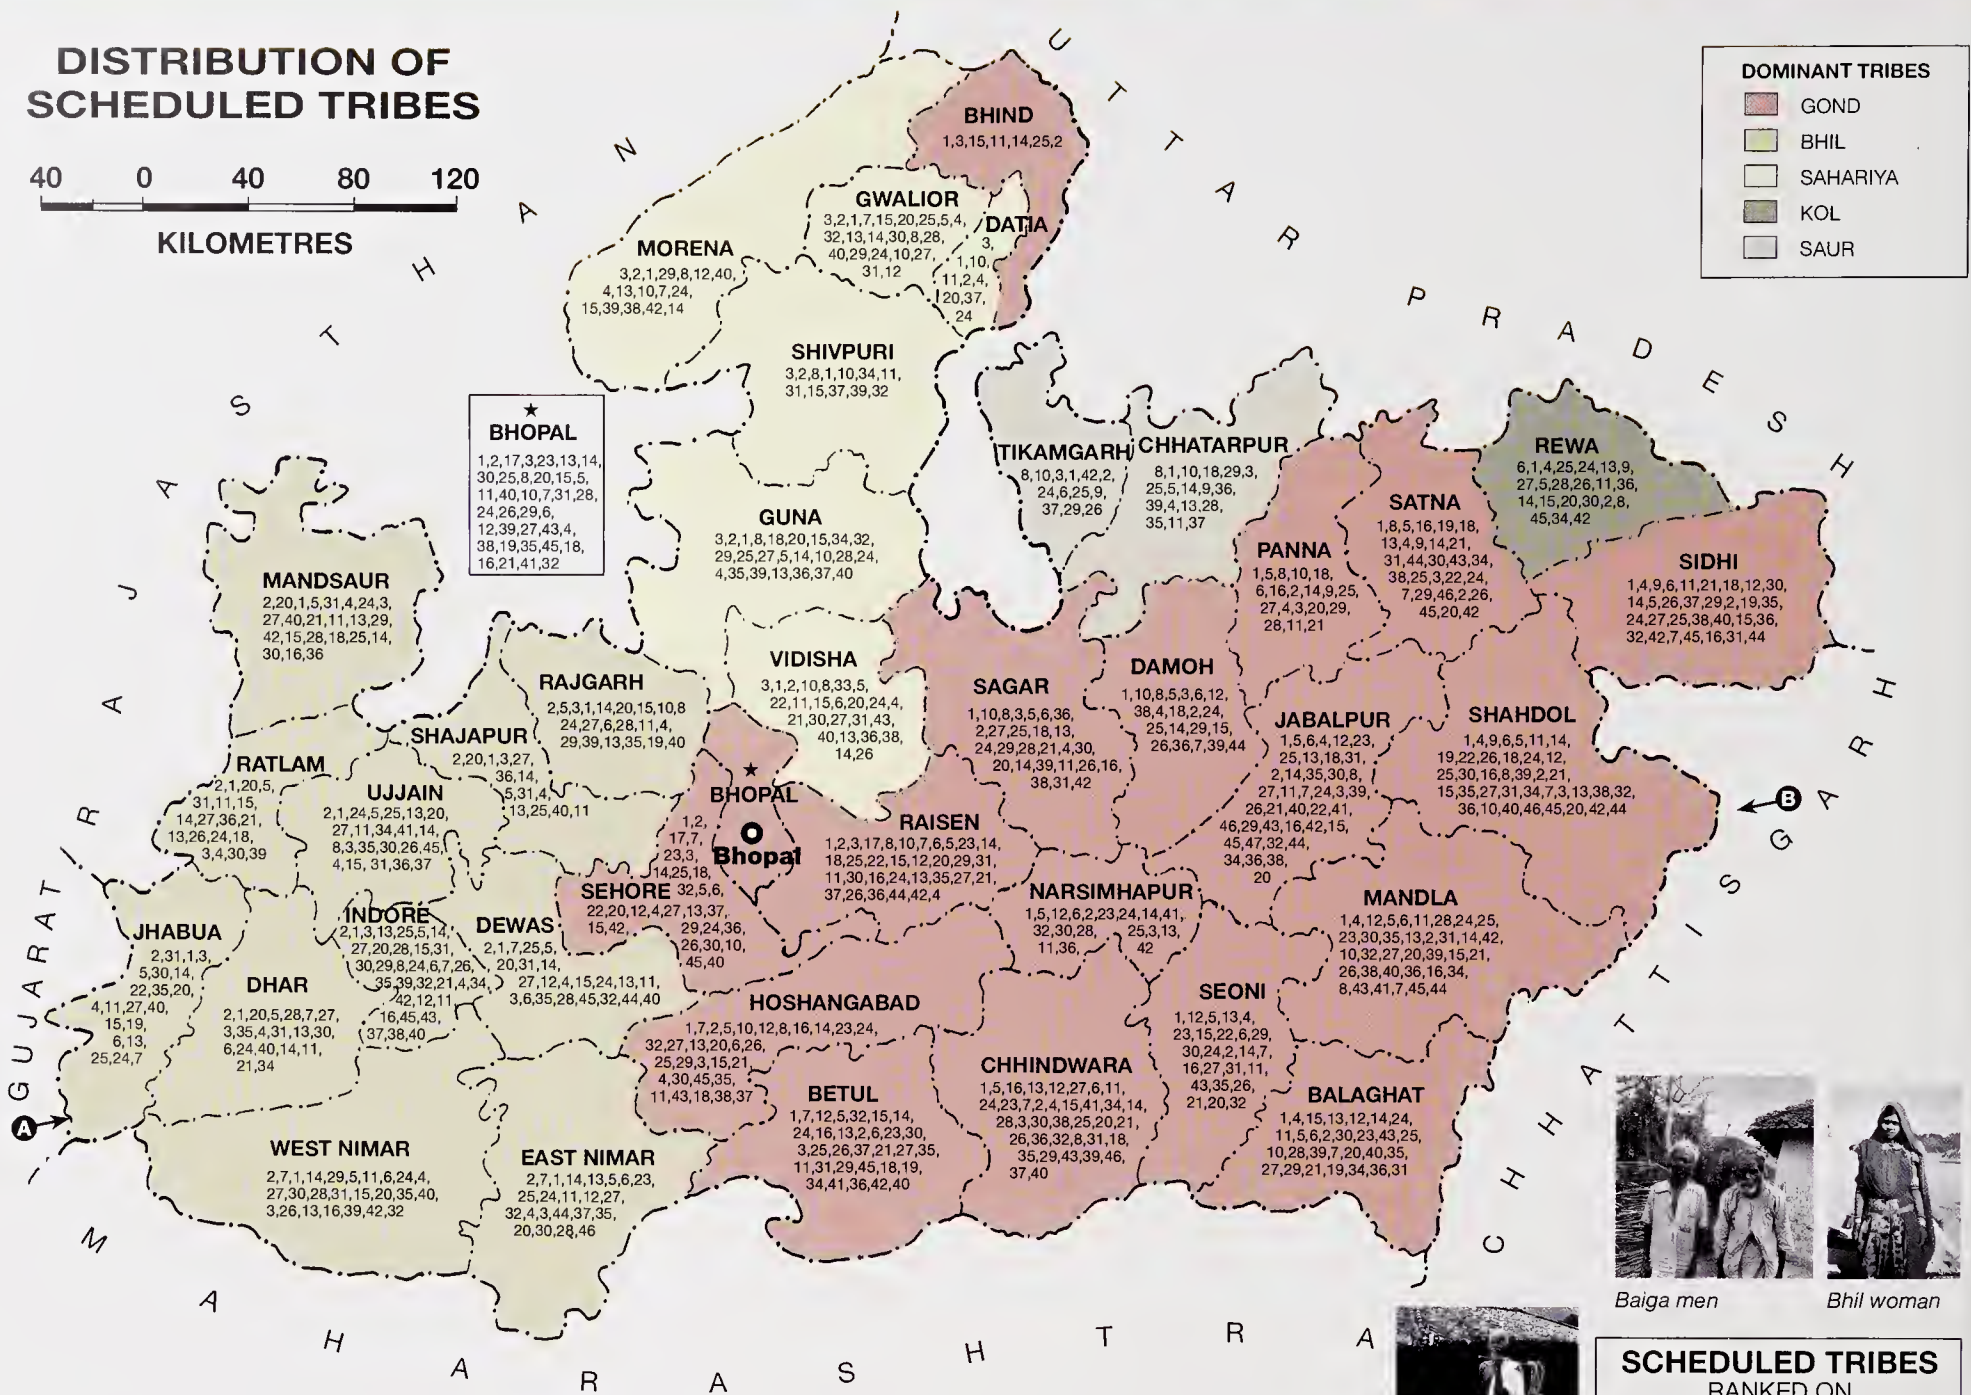 DISTRIBUTION OF
SCHEDULED TRIBES
40 0 40 80 120
KILOMETRES
DOMINANT TRIBES
GOND
BHIL
SAHARIYA
KOL
SAUR
UTTAR PRADESH
RAJASTHAN
GUJARAT
MAHARASHTRA
CHHATTISGARH
BHIND
1,3,15,11,14,25,2
GWALIOR
3,2,1,7,15,20,25,5,4,
32,13,14,30,8,28,
40,29,24,10,27,
31,12
DATIA
3,
1,10,
11,2,4,
20,37,
24
MORENA
3,2,1,29,8,12,40,
4,13,10,7,24,
15,39,38,42,14
SHIVPURI
3,2,8,1,10,34,11,
31,15,37,39,32
★
BHOPAL
1,2,17,3,23,13,14,
30,25,8,20,15,5,
11,40,10,7,31,28,
24,26,29,6,
12,39,27,43,4,
38,19,35,45,18,
16,21,41,32
GUNA
3,2,1,8,18,20,15,34,32,
29,25,27,5,14,10,28,24,
4,35,39,13,36,37,40
TIKAMGARH
8,10,3,1,42,2,
24,6,25,9,
37,29,26
CHHATARPUR
8,1,10,18,29,3,
25,5,14,9,36,
39,4,13,28,
35,11,37
PANNA
1,5,8,10,18,
6,16,2,14,9,25,
27,4,3,20,29,
28,11,21
SATNA
1,8,5,16,19,18,
13,4,9,14,21,
31,44,30,43,34,
38,25,3,22,24,
7,29,46,2,26,
45,20,42
REWA
6,1,4,25,24,13,9,
27,5,28,26,11,36,
14,15,20,30,2,8,
45,34,42
SIDHI
1,4,9,6,11,21,18,12,30,
14,5,26,37,29,2,19,35,
24,27,25,38,40,15,36,
32,42,7,45,16,31,44
MANDSAUR
2,20,1,5,31,4,24,3,
27,40,21,11,13,29,
42,15,28,18,25,14,
30,16,36
RAJGARH
2,5,3,1,14,20,15,10,8
24,27,6,28,11,4,
29,39,13,35,19,40
VIDISHA
3,1,2,10,8,33,5,
22,11,15,6,20,24,4,
21,30,27,31,43,
40,13,36,38,
14,26
SAGAR
1,10,8,3,5,6,36,
2,27,25,18,13,
24,29,28,21,4,30,
20,14,39,11,26,16,
38,31,42
DAMOH
1,10,8,5,3,6,12,
38,4,18,2,24,
25,14,29,15,
26,36,7,39,44
JABALPUR
1,5,6,4,12,23,
25,13,18,31,
2,14,35,30,8,
27,11,7,24,3,39,
26,21,40,22,41,
46,29,43,16,42,15,
45,47,32,44,
34,36,38,
20
SHAHDOL
1,4,9,6,5,11,14,
19,22,26,18,24,12,
25,30,16,8,39,2,21,
15,35,27,31,34,7,3,13,38,32,
36,10,40,46,45,20,42,44
SHAJAPUR
2,20,1,3,27,
36,14,
5,31,4,
13,25,40,11
RATLAM
2,1,20,5,
31,11,15,
14,27,36,21,
13,26,24,18,
3,4,30,39
UJJAIN
2,1,24,5,25,13,20,
27,11,34,41,14,
8,3,35,30,26,45,
4,15, 31,36,37
BHOPAL
★
Bhopal
SEHORE
1,2,
17,7,
23,3,
14,25,18,
32,5,6,
22,20,12,4,27,13,37,
15,42,
29,24,36,
26,30,10,
45,40
RAISEN
1,2,3,17,8,10,7,6,5,23,14,
18,25,22,15,12,20,29,31,
11,30,16,24,13,35,27,21,
37,26,36,44,42,4
NARSIMHAPUR
1,5,12,6,2,23,24,14,41,
32,30,28, 25,3,13,
11,36, 42
MANDLA
1,4,12,5,6,11,28,24,25,
23,30,35,13,2,31,14,42,
10,32,27,20,39,15,21,
26,38,40,36,16,34,
8,43,41,7,45,44
JHABUA
2,31,1,3,
5,30,14,
22,35,20,
4,11,27,40,
15,19,
6,13,
25,24,7
DHAR
2,1,20,5,28,7,27,
3,35,4,31,13,30,
6,24,40,14,11,
21,34
INDORE
2,1,3,13,25,5,14,
27,20,28,15,31,
30,29,8,24,6,7,26,
35,39,32,21,4,34,
42,12,11,
16,45,43,
37,38,40
DEWAS
2,1,7,25,5,
20,31,14,
27,12,4,15,24,13,11,
3,6,35,28,45,32,44,40
HOSHANGABAD
1,7,2,5,10,12,8,16,14,23,24,
32,27,13,20,6,26,
25,29,3,15,21,
4,30,45,35,
11,43,18,38,37
SEONI
1,12,5,13,4,
23,15,22,6,29,
30,24,2,14,7,
16,27,31,11,
43,35,26,
21,20,32
BETUL
1,7,12,5,32,15,14,
24,16,13,2,6,23,30,
3,25,26,37,21,27,35,
11,31,29,45,18,19,
34,41,36,42,40
CHHINDWARA
1,5,16,13,12,27,6,11,
24,23,7,2,4,15,41,34,14,
28,3,30,38,25,20,21,
26,36,32,8,31,18,
35,29,43,39,46,
37,40
BALAGHAT
1,4,15,13,12,14,24,
11,5,6,2,30,23,43,25,
10,28,39,7,20,40,35,
27,29,21,19,34,36,31
WEST NIMAR
2,7,1,14,29,5,11,6,24,4,
27,30,28,31,15,20,35,40,
3,26,13,16,39,42,32
EAST NIMAR
2,7,1,14,13,5,6,23,
25,24,11,12,27,
32,4,3,44,37,35,
20,30,28,46
A
B
Baiga men
Bhil woman
SCHEDULED TRIBES
RANKED ON